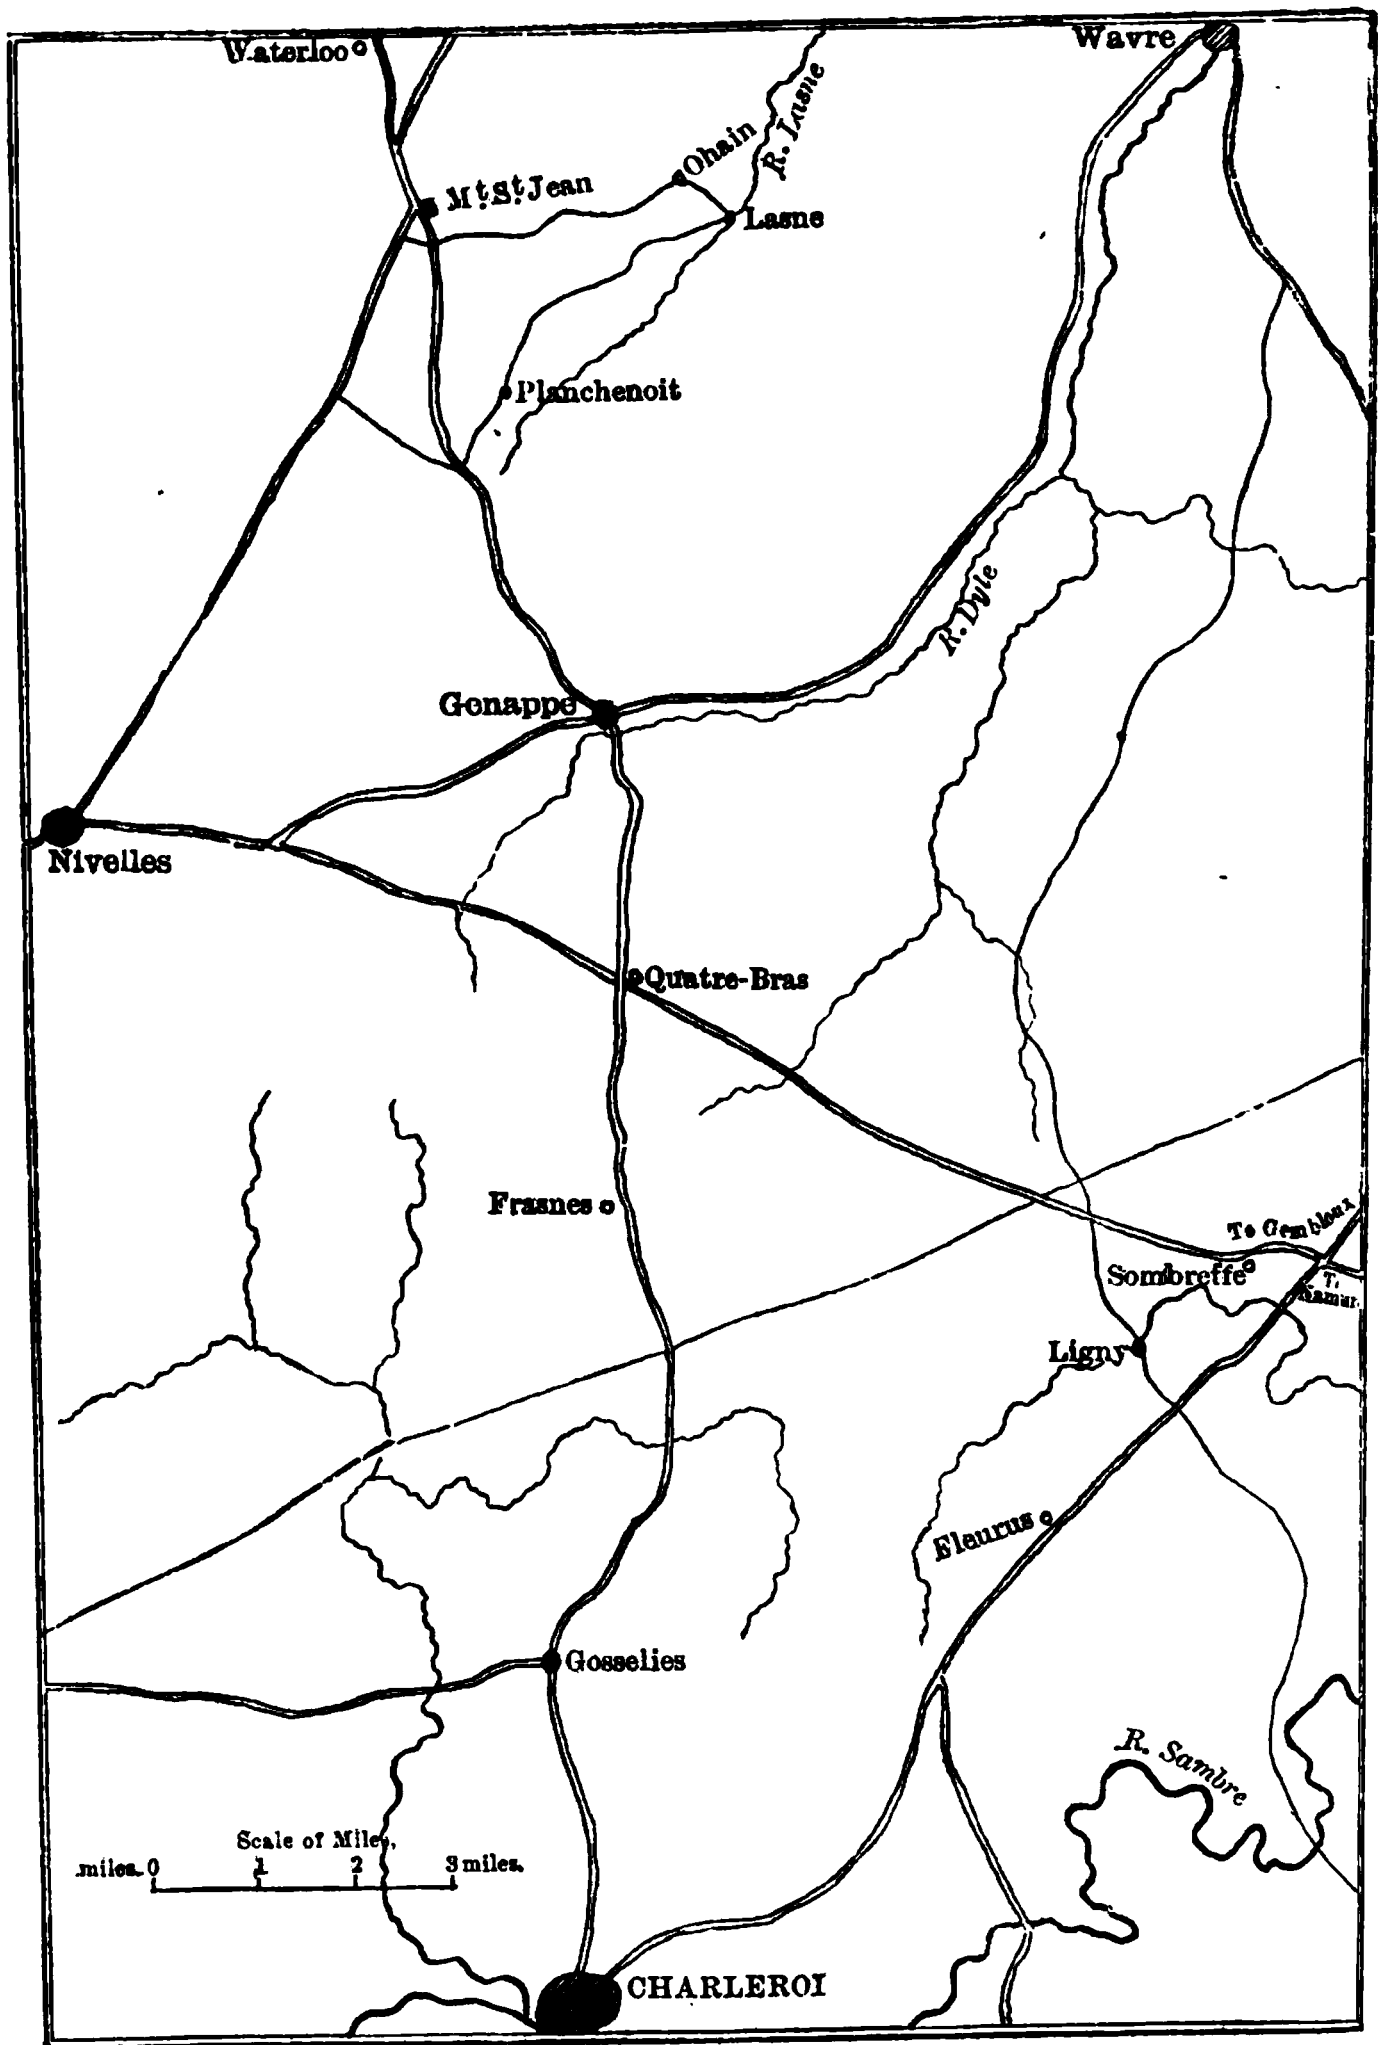 Waterloo
Wavre
R. Lasne
Ohain
Mt. St. Jean
Lasne
Planchenoit
R. Dyle
Genappe
Nivelles
Quatre-Bras
Frasnes
To Gembloux
Sombreffe
To Namur.
Ligny
Fleurus
Gosselies
R. Sambre
Scale of Miles,
miles. 0 1 2 3 miles.
CHARLEROI